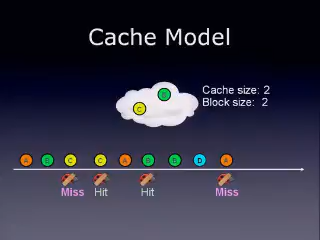 Cache Model
Cache size: 2
Block size: 2
B
C
A B C C A B E D A
Miss Hit Hit Miss